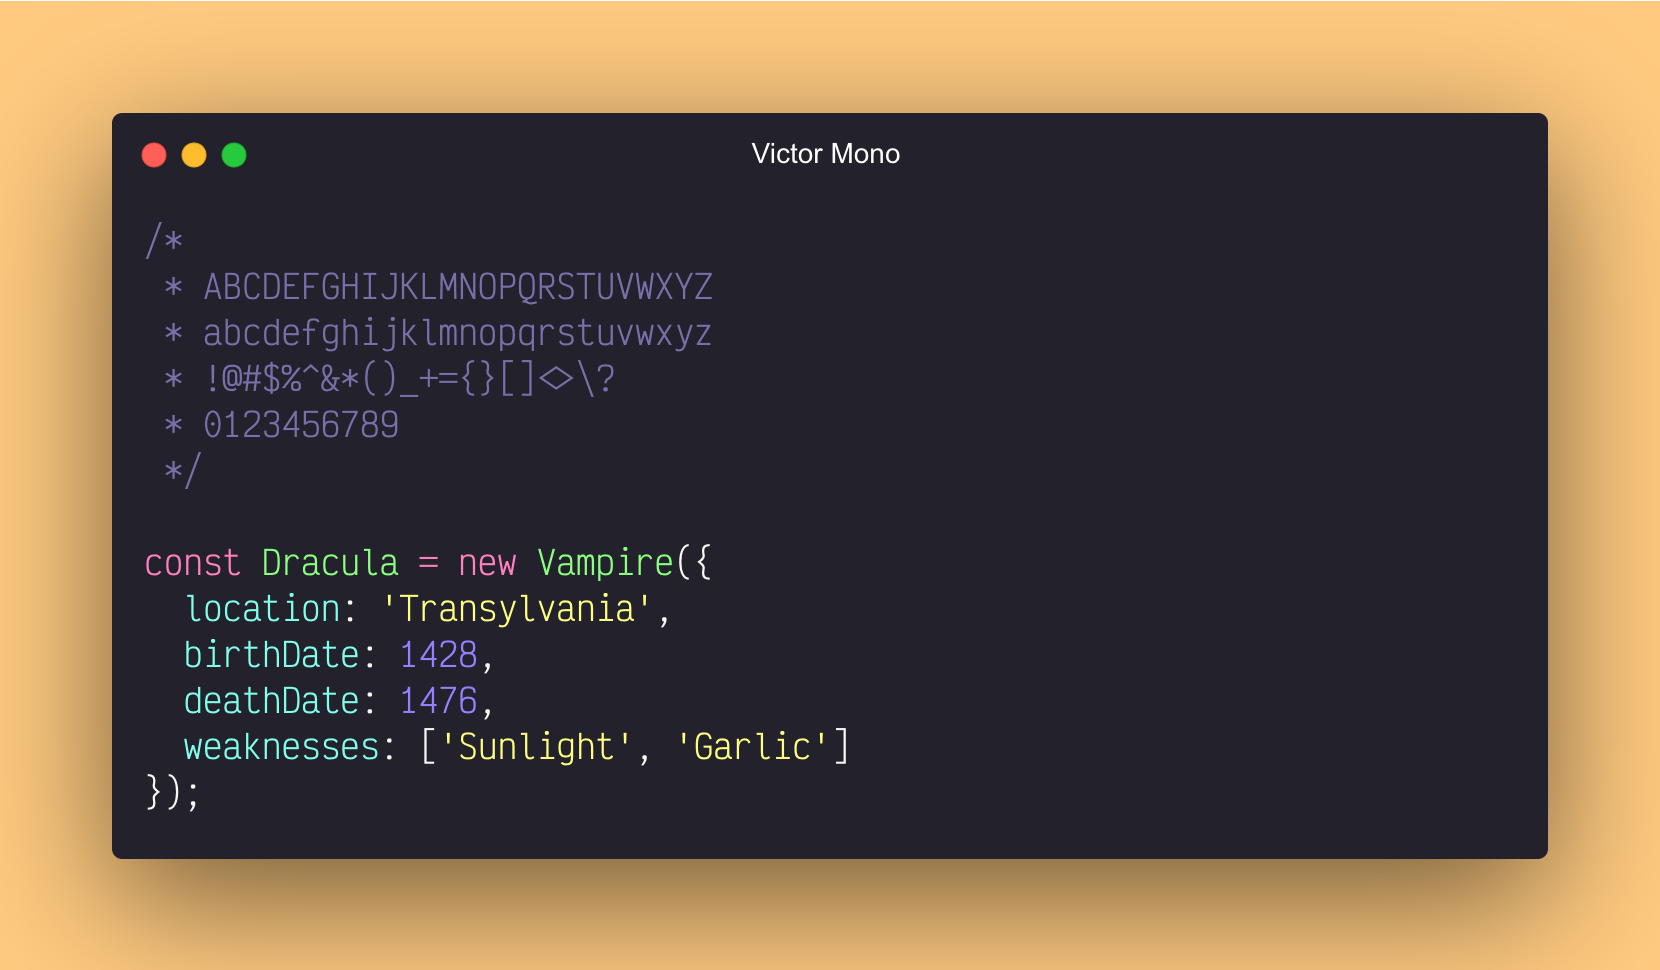 Victor Mono
/*
 * ABCDEFGHIJKLMNOPQRSTUVWXYZ
 * abcdefghijklmnopqrstuvwxyz
 * !@#$%^&*()_+={}[]<>\?
 * 0123456789
 */
const Dracula = new Vampire({
  location: 'Transylvania',
  birthDate: 1428,
  deathDate: 1476,
  weaknesses: ['Sunlight', 'Garlic']
});